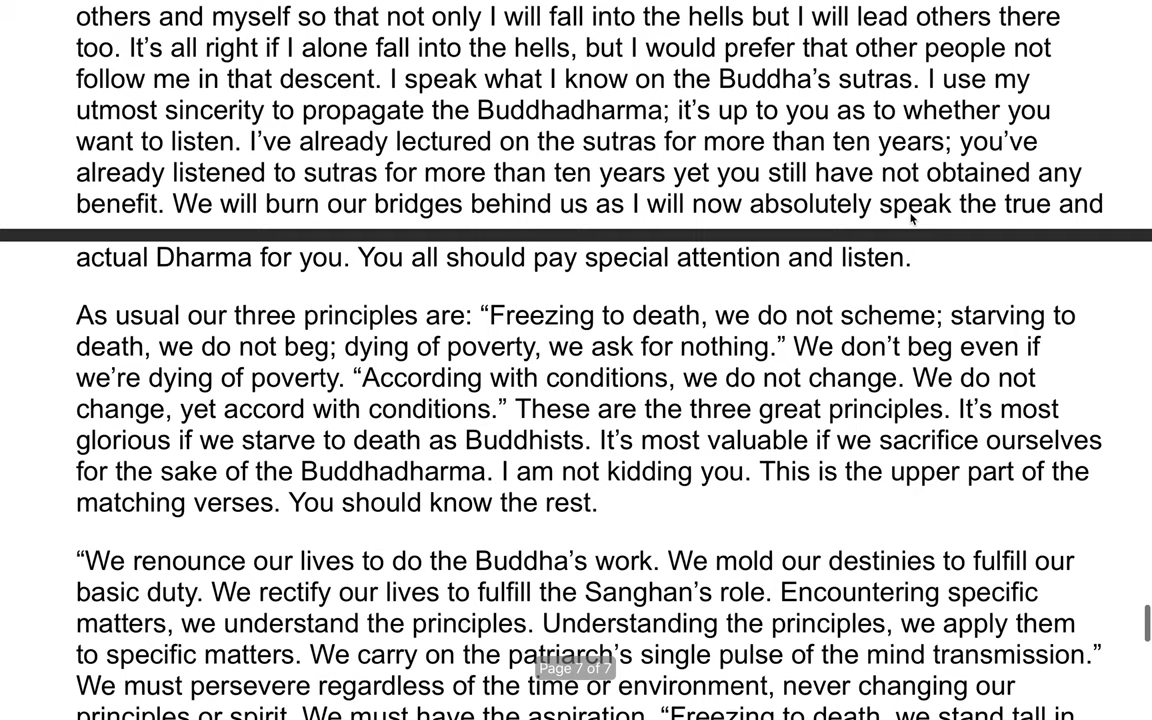 others and myself so that not only I will fall into the hells but I will lead others there
too. It’s all right if I alone fall into the hells, but I would prefer that other people not
follow me in that descent. I speak what I know on the Buddha’s sutras. I use my
utmost sincerity to propagate the Buddhadharma; it’s up to you as to whether you
want to listen. I’ve already lectured on the sutras for more than ten years; you’ve
already listened to sutras for more than ten years yet you still have not obtained any
benefit. We will burn our bridges behind us as I will now absolutely speak the true and
actual Dharma for you. You all should pay special attention and listen.
As usual our three principles are: “Freezing to death, we do not scheme; starving to
death, we do not beg; dying of poverty, we ask for nothing.” We don’t beg even if
we’re dying of poverty. “According with conditions, we do not change. We do not
change, yet accord with conditions.” These are the three great principles. It’s most
glorious if we starve to death as Buddhists. It’s most valuable if we sacrifice ourselves
for the sake of the Buddhadharma. I am not kidding you. This is the upper part of the
matching verses. You should know the rest.
“We renounce our lives to do the Buddha’s work. We mold our destinies to fulfill our
basic duty. We rectify our lives to fulfill the Sanghan’s role. Encountering specific
matters, we understand the principles. Understanding the principles, we apply them
to specific matters. We carry on the patriarch’s single pulse of the mind transmission.”
Page 7 of 7
We must persevere regardless of the time or environment, never changing our
principles or spirit. We must have the aspiration, “Freezing to death, we stand tall in